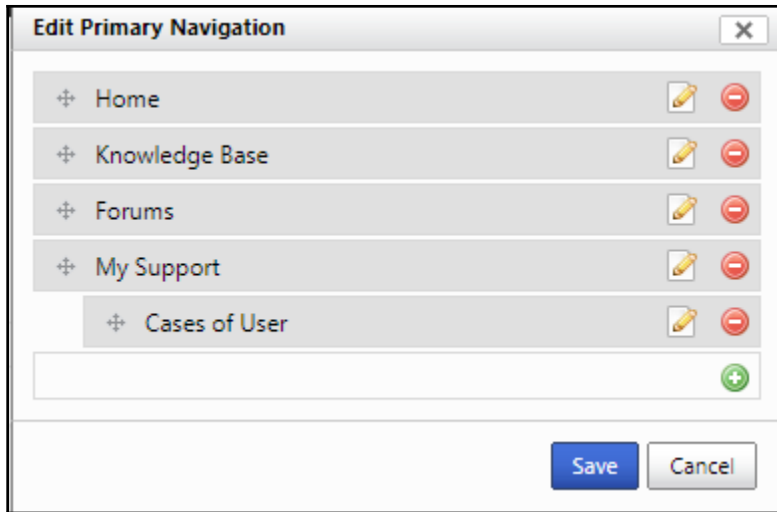 Edit Primary Navigation
Home
Knowledge Base
Forums
My Support
Cases of User
Save Cancel